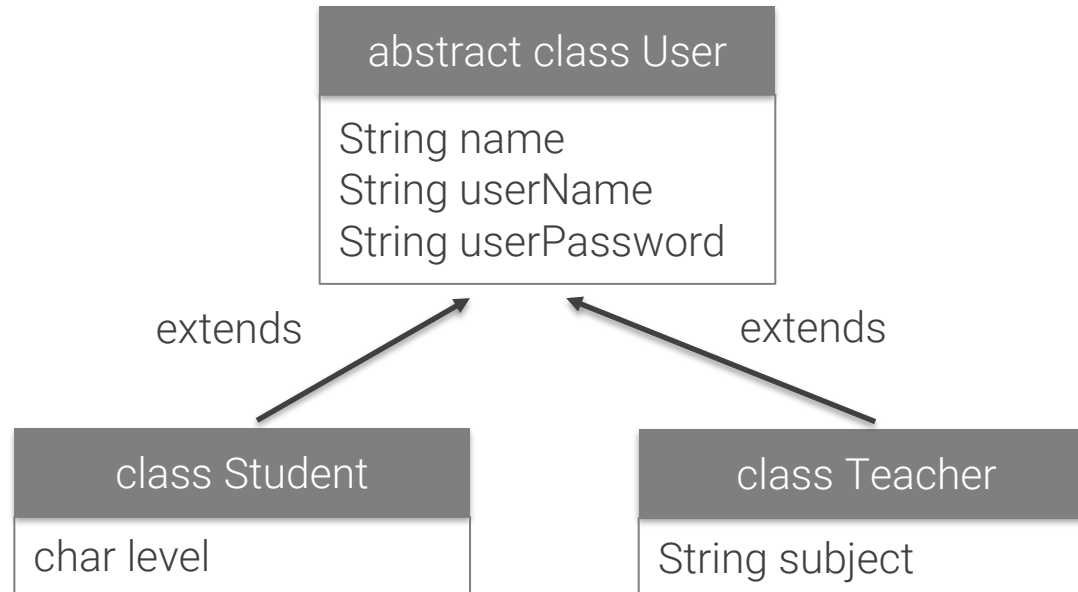 abstract class User
String name
String userName
String userPassword
extends
extends
class Student
char level
class Teacher
String subject